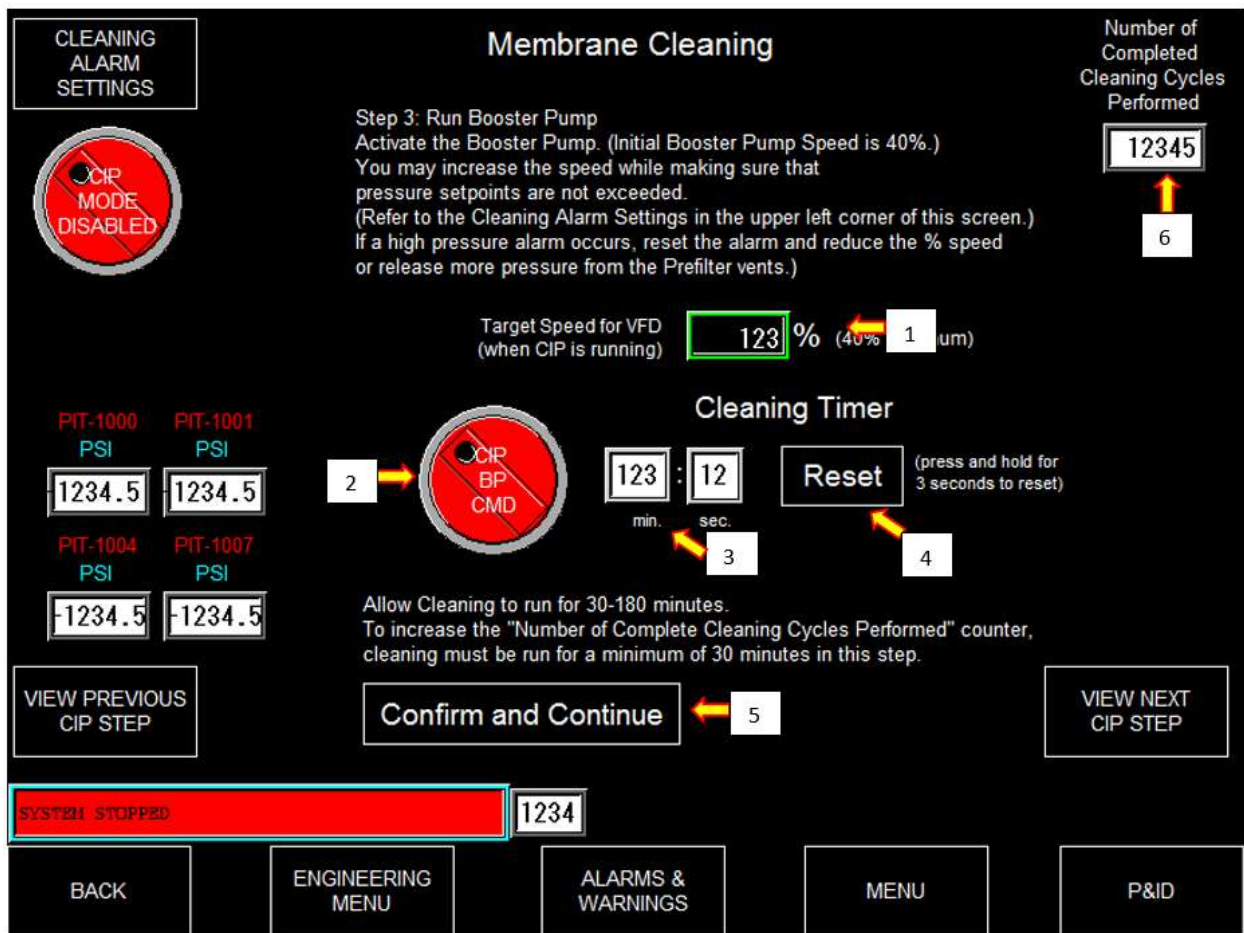 CLEANING
ALARM
SETTINGS
Membrane Cleaning
Number of
Completed
Cleaning Cycles
Performed
12345
6
CIP
MODE
DISABLED
Step 3: Run Booster Pump
Activate the Booster Pump. (Initial Booster Pump Speed is 40%.)
You may increase the speed while making sure that
pressure setpoints are not exceeded.
(Refer to the Cleaning Alarm Settings in the upper left corner of this screen.)
If a high pressure alarm occurs, reset the alarm and reduce the % speed
or release more pressure from the Prefilter vents.)
Target Speed for VFD
(when CIP is running)
123 % (40% um)
1
PIT-1000 PIT-1001
PSI PSI
-1234.5 -1234.5
PIT-1004 PIT-1007
PSI PSI
-1234.5 -1234.5
2
CIP
BP
CMD
Cleaning Timer
123 : 12
min. sec.
3
Reset
(press and hold for
3 seconds to reset)
4
Allow Cleaning to run for 30-180 minutes.
To increase the "Number of Complete Cleaning Cycles Performed" counter,
cleaning must be run for a minimum of 30 minutes in this step.
VIEW PREVIOUS
CIP STEP
Confirm and Continue
5
VIEW NEXT
CIP STEP
SYSTEM STOPPED
1234
BACK
ENGINEERING
MENU
ALARMS &
WARNINGS
MENU
P&ID